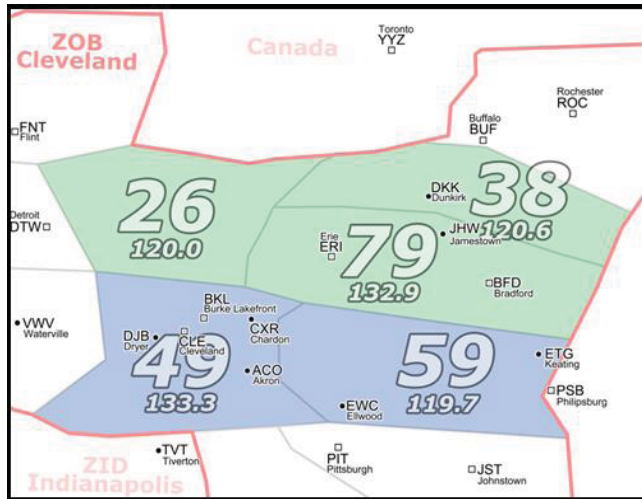 ZOB
Cleveland
Canada
Toronto
YYZ
Rochester
ROC
Buffalo
BUF
FNT
Flint
26
120.0
DKK
Dunkirk
38
120.6
Detroit
DTW
Erie
ERI
79
132.9
JHW
Jamestown
BFD
Bradford
BKL
Burke Lakefront
VWV
Waterville
DJB
Dryer
CLE
Cleveland
CXR
Chardon
49
133.3
ACO
Akron
59
119.7
ETG
Keating
EWC
Ellwood
PSB
Philipsburg
TVT
Tiverton
ZID
Indianapolis
PIT
Pittsburgh
JST
Johnstown